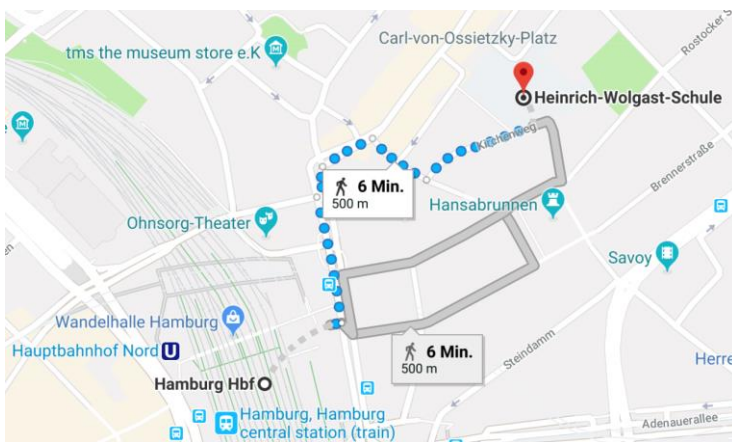 Carl-von-Ossietzky-Platz
Rostocker S
tms the museum store e.K
Heinrich-Wolgast-Schule
Kirchenweg
6 Min.
500 m
Brennerstraße
Hansabrunnen
Ohnsorg-Theater
Savoy
Wandelhalle Hamburg
Hauptbahnhof Nord U
6 Min.
500 m
Steindamm
Herre
Hamburg Hbf
Hamburg, Hamburg
central station (train)
Adenauerallee